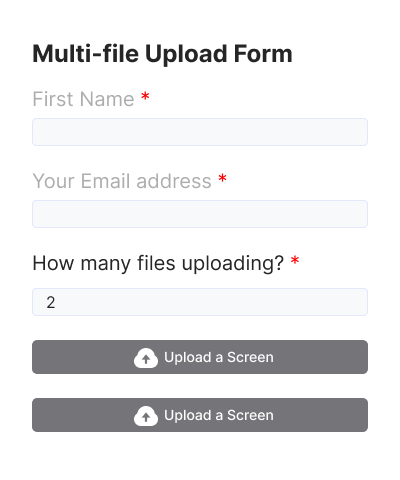 Multi-file Upload Form
First Name *
Your Email address *
How many files uploading? *
2
Upload a Screen
Upload a Screen